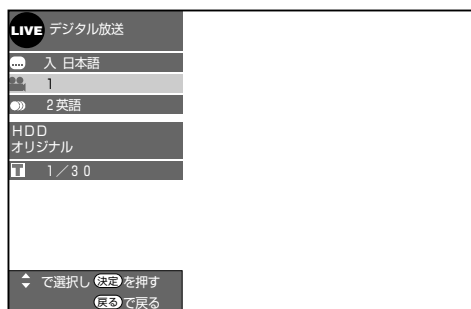 LIVE デジタル放送
入 日本語
1
2 英語
HDD
オリジナル
T 1/30
で選択し 決定 を押す
戻る で戻る